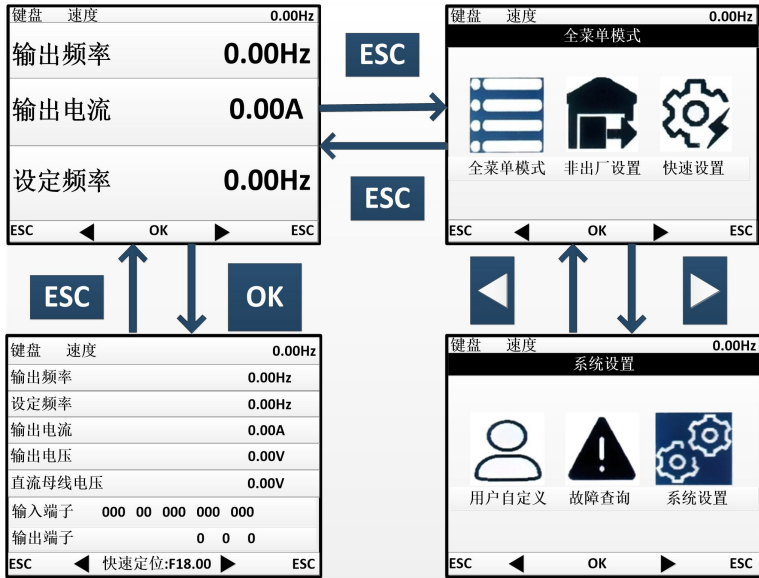 键盘 速度 0.00Hz
输出频率 0.00Hz
输出电流 0.00A
设定频率 0.00Hz
ESC OK ESC
ESC
ESC
键盘 速度 0.00Hz
全菜单模式
全菜单模式 非出厂设置 快速设置
ESC OK ESC
ESC
OK
键盘 速度 0.00Hz
输出频率 0.00Hz
设定频率 0.00Hz
输出电流 0.00A
输出电压 0.00V
直流母线电压 0.00V
输入端子 000 00 000 000 000
输出端子 0 0 0
ESC 快速定位:F18.00 ESC
键盘 速度 0.00Hz
系统设置
用户自定义 故障查询 系统设置
ESC OK ESC